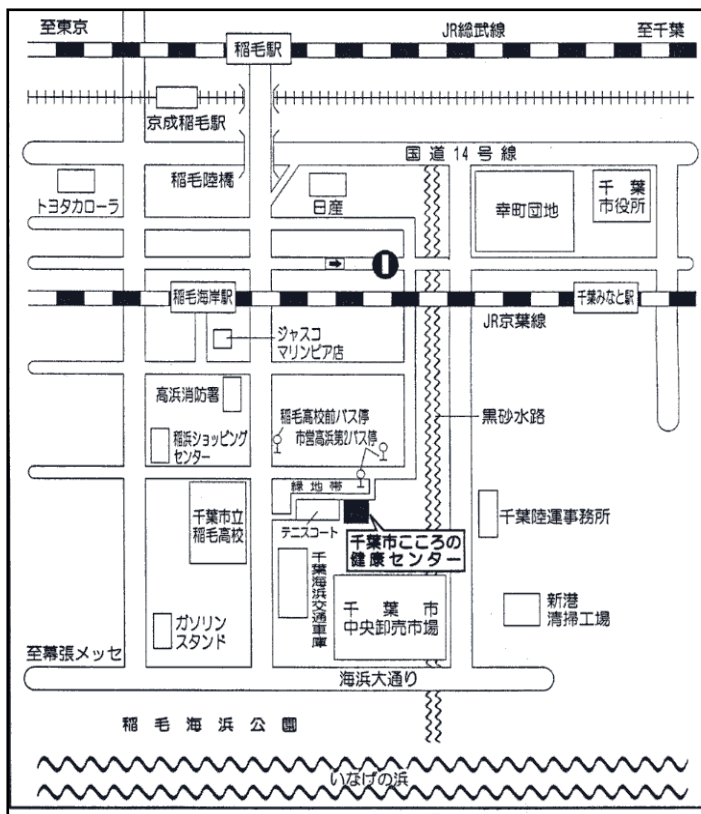 至東京
JR総武線
至千葉
稲毛駅
京成稲毛駅
国道14号線
稲毛陸橋
トヨタカローラ
日産
幸町団地
千葉
市役所
稲毛海岸駅
千葉みなと駅
JR京葉線
ジャスコ
マリンピア店
高浜消防署
稲毛高校前バス停
市営高浜第2バス停
黒砂水路
稲浜ショッピング
センター
緑地帯
千葉市立
稲毛高校
テニスコート
千葉市こころの
健康センター
千葉陸運事務所
千葉海浜交通車庫
千葉市
中央卸売市場
新港
清掃工場
ガソリン
スタンド
至幕張メッセ
海浜大通り
稲毛海浜公園
いなげの浜